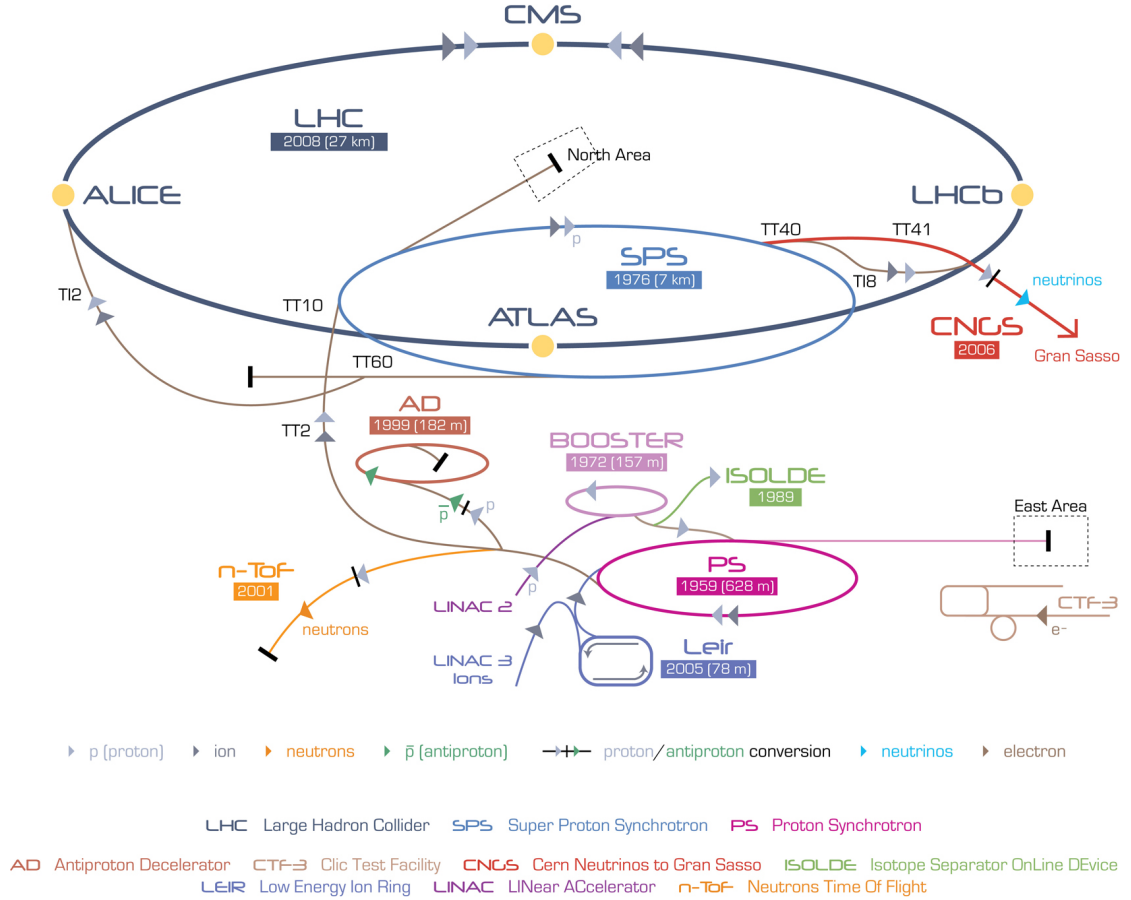 CMS
LHC
2008 (27 km)
North Area
ALICE
LHCb
TT40
TT41
p
SPS
1976 (7 km)
TI8
neutrinos
TI2
TT10
ATLAS
CNGS
2006
Gran Sasso
TT60
AD
1999 (182 m)
TT2
BOOSTER
1972 (157 m)
ISOLDE
1989
p̄
p
East Area
n-ToF
2001
PS
1959 (628 m)
p
LINAC 2
CTF-3
e-
neutrons
LINAC 3
Ions
Leir
2005 (78 m)
p (proton) ion neutrons p̄ (antiproton) proton/antiproton conversion neutrinos electron
LHC Large Hadron Collider SPS Super Proton Synchrotron PS Proton Synchrotron
AD Antiproton Decelerator CTF-3 Clic Test Facility CNGS Cern Neutrinos to Gran Sasso ISOLDE Isotope Separator OnLine DEvice
LEIR Low Energy Ion Ring LINAC LINear ACcelerator n-ToF Neutrons Time Of Flight